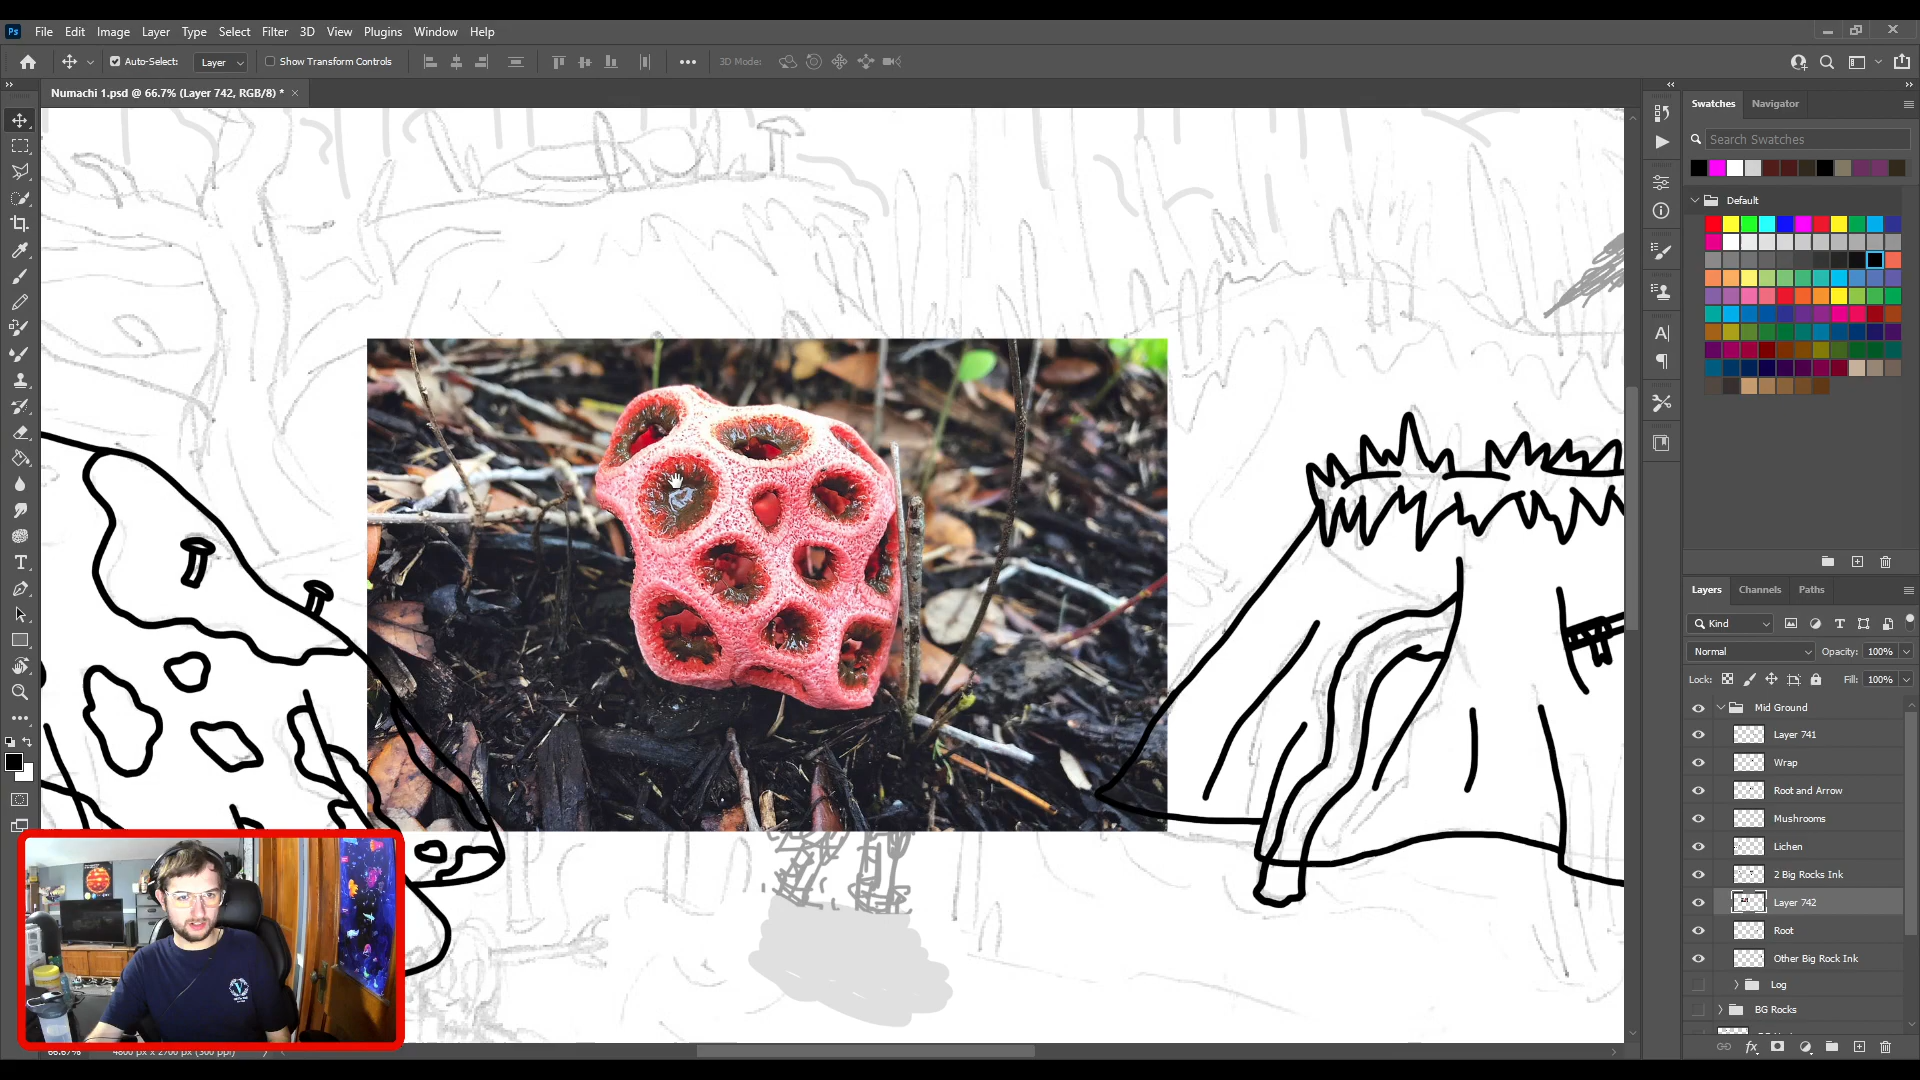 Ps File Edit Image Layer Type Select Filter 3D View Plugins Window Help
Auto-Select: Layer Show Transform Controls 3D Mode:
Numachi 1.psd @ 66.7% (Layer 742, RGB/8) *
Swatches Navigator
Search Swatches
Default
Layers Channels Paths
Kind
Normal Opacity: 100%
Lock: Fill: 100%
Mid Ground
Layer 741
Wrap
Root and Arrow
Mushrooms
Lichen
2 Big Rocks Ink
Layer 742
Root
Other Big Rock Ink
Log
BG Rocks
66.67% 4800 px x 2700 px (300 ppi)